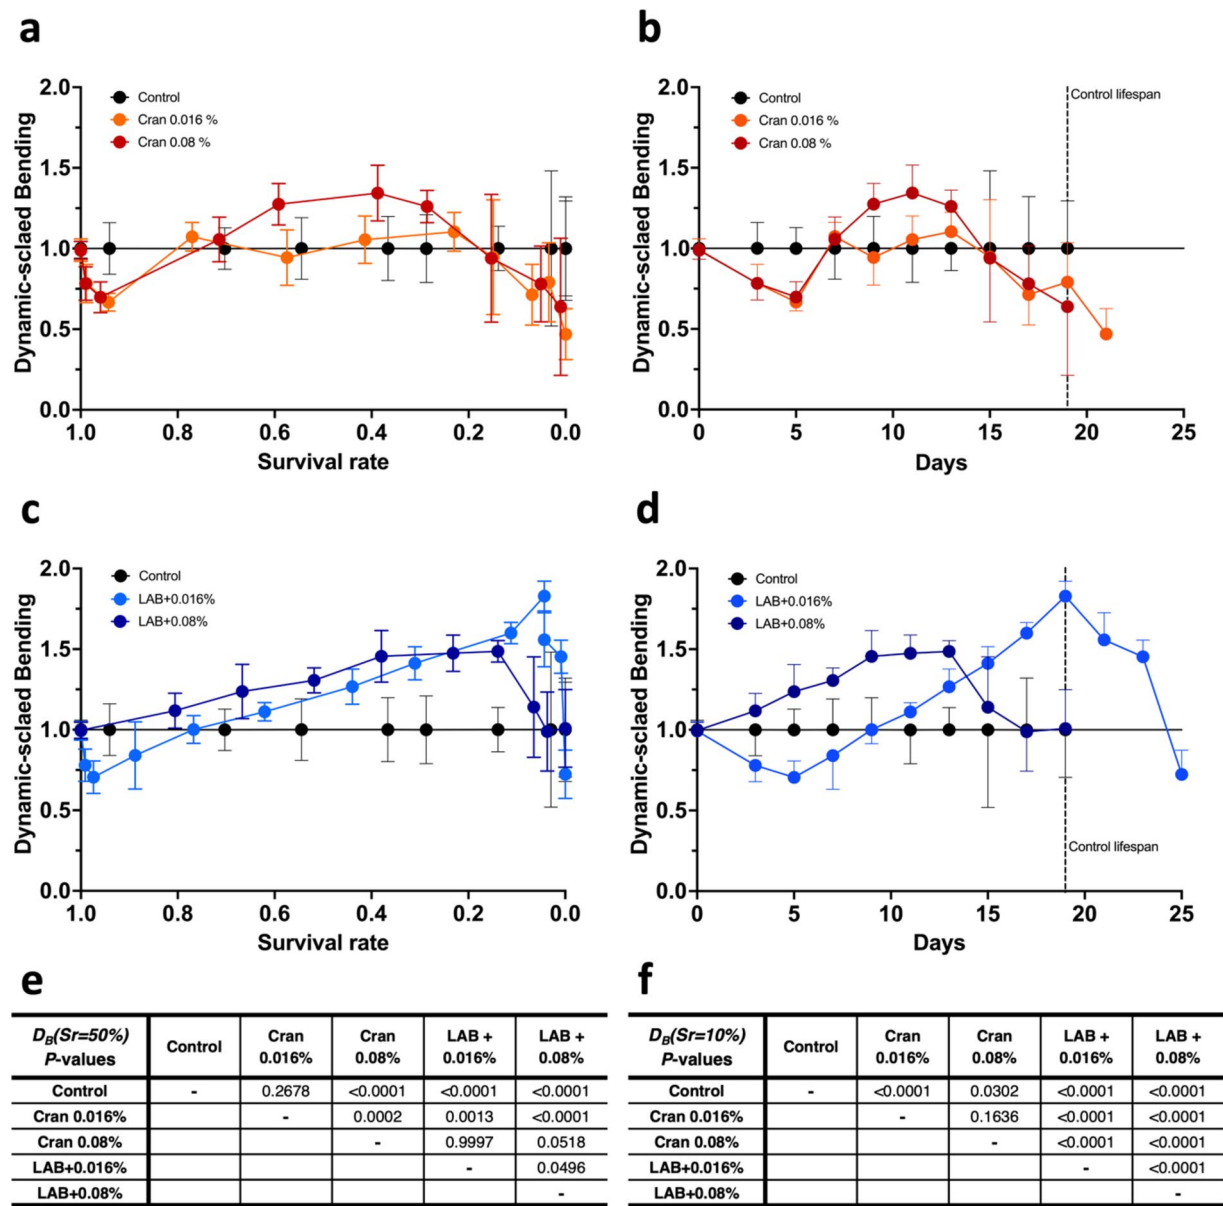 a
Dynamic-sclaed Bending
2.0
1.5
1.0
0.5
0.0
Control
Cran 0.016 %
Cran 0.08 %
1.0 0.8 0.6 0.4 0.2 0.0
Survival rate
b
Dynamic-sclaed Bending
2.0
1.5
1.0
0.5
0.0
Control
Cran 0.016 %
Cran 0.08 %
Control lifespan
0 5 10 15 20 25
Days
c
Dynamic-sclaed Bending
2.0
1.5
1.0
0.5
0.0
Control
LAB+0.016%
LAB+0.08%
1.0 0.8 0.6 0.4 0.2 0.0
Survival rate
d
Dynamic-sclaed Bending
2.0
1.5
1.0
0.5
0.0
Control
LAB+0.016%
LAB+0.08%
Control lifespan
0 5 10 15 20 25
Days
e
D_B(Sr=50%) P-values Control Cran 0.016% Cran 0.08% LAB + 0.016% LAB + 0.08%
Control - 0.2678 <0.0001 <0.0001 <0.0001
Cran 0.016% - 0.0002 0.0013 <0.0001
Cran 0.08% - 0.9997 0.0518
LAB+0.016% - 0.0496
LAB+0.08% -
f
D_B(Sr=10%) P-values Control Cran 0.016% Cran 0.08% LAB + 0.016% LAB + 0.08%
Control - <0.0001 0.0302 <0.0001 <0.0001
Cran 0.016% - 0.1636 <0.0001 <0.0001
Cran 0.08% - <0.0001 <0.0001
LAB+0.016% - <0.0001
LAB+0.08% -